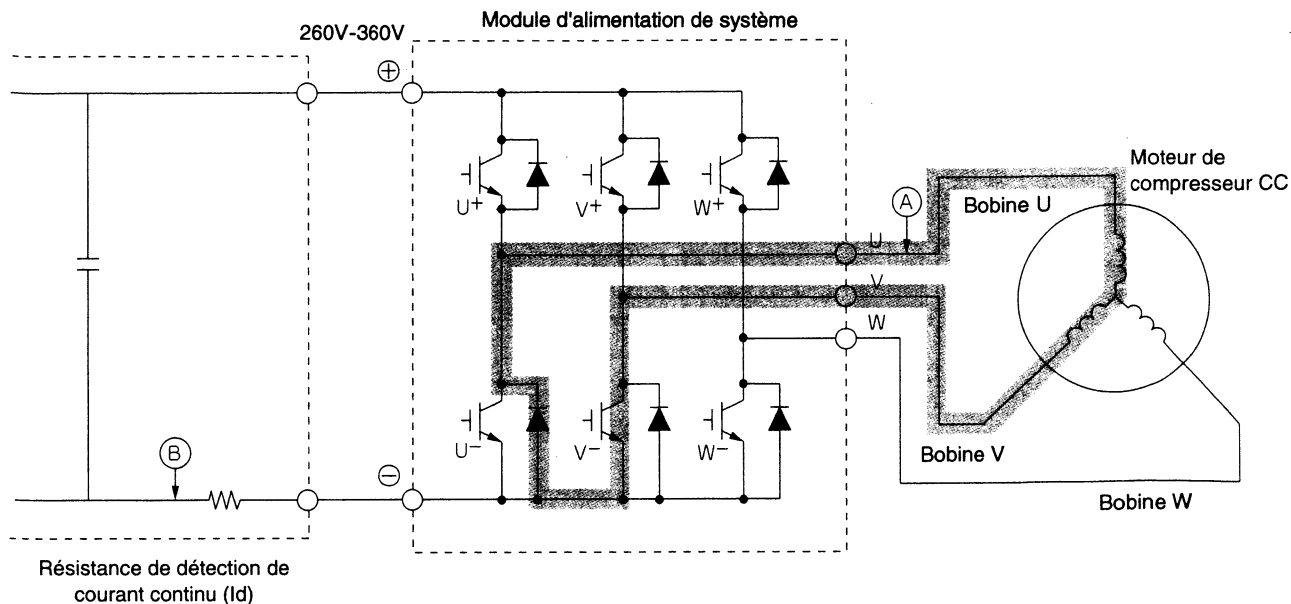 Module d'alimentation de système
260V-360V
⊕
U+
V+
W+
A
U
V
W
Bobine U
Moteur de
compresseur CC
U−
V−
W−
B
⊖
Bobine V
Bobine W
Résistance de détection de
courant continu (Id)